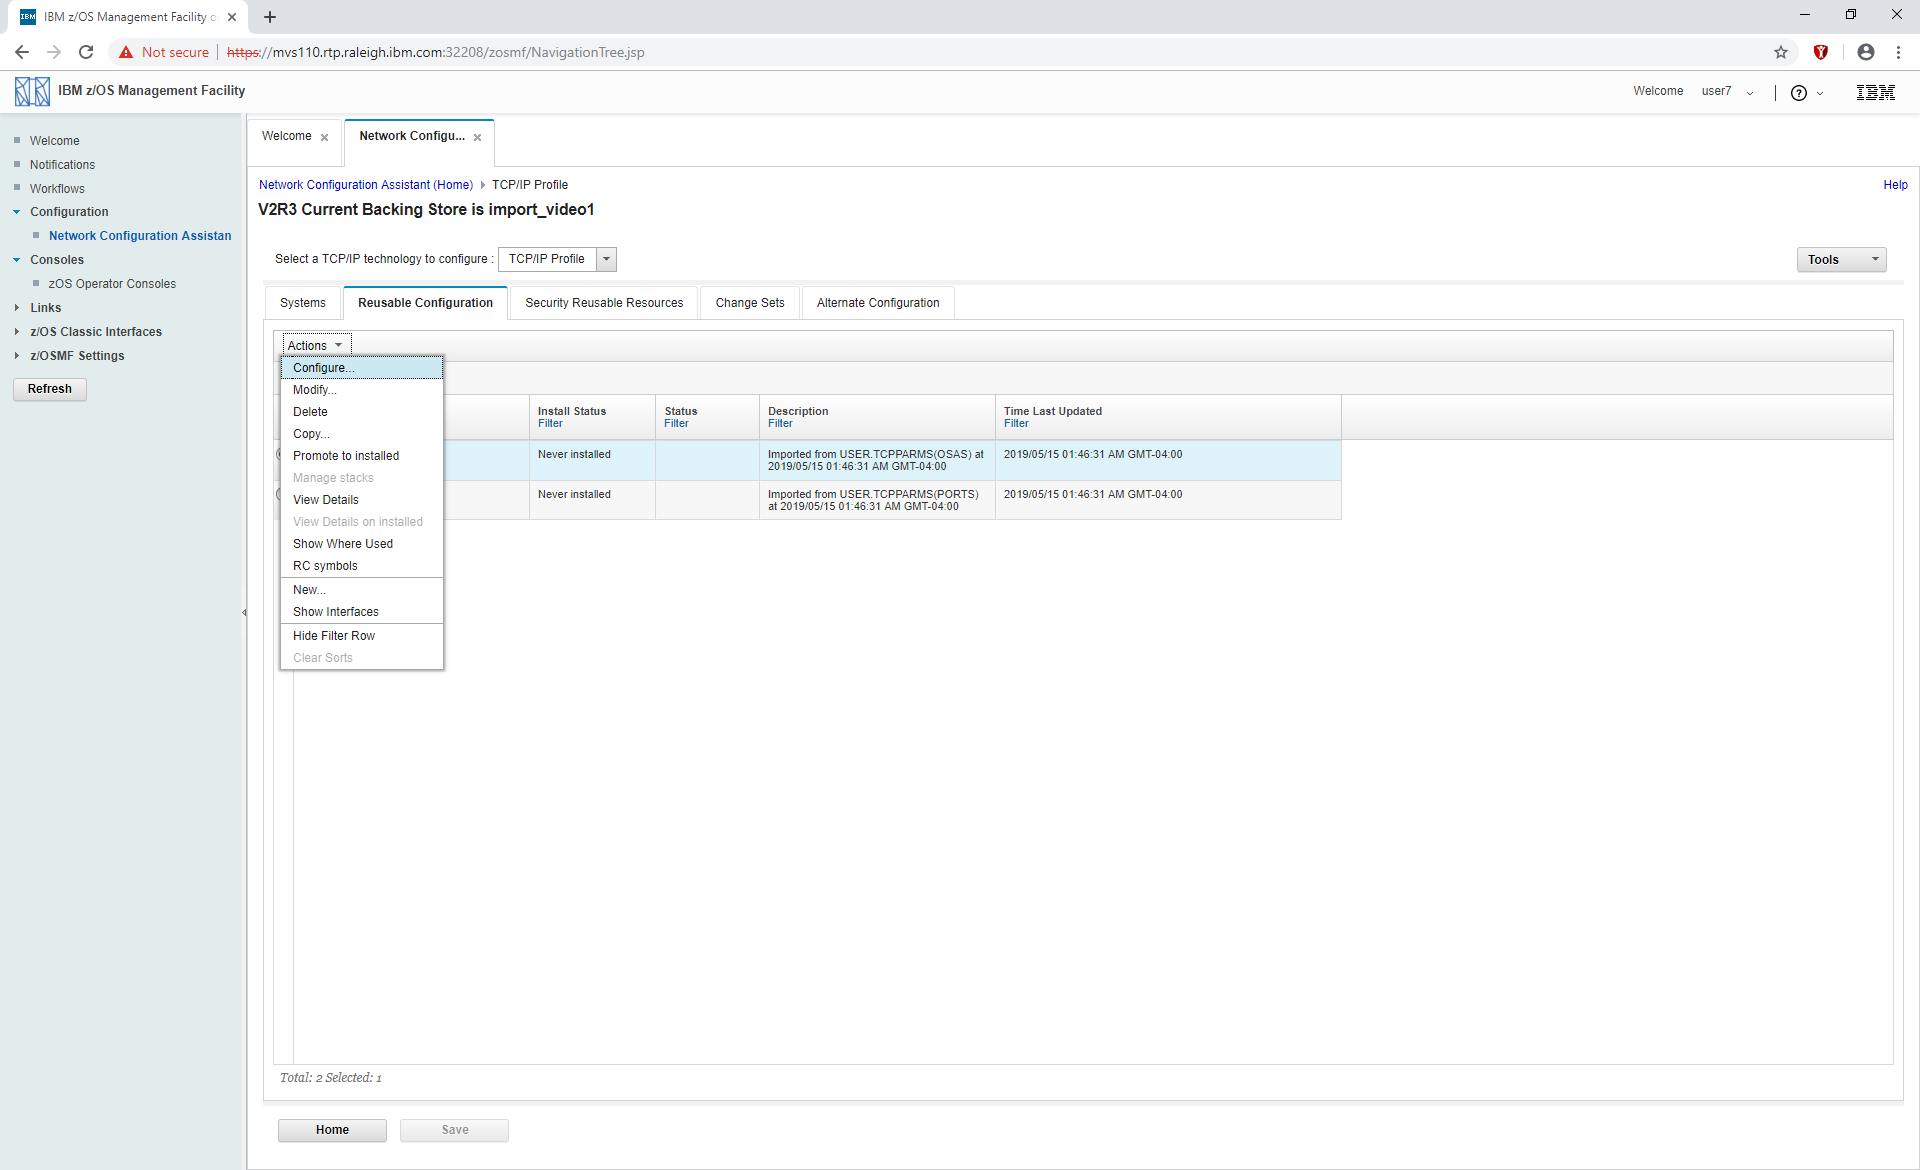 IBM z/OS Management Facility o
Not secure
https://mvs110.rtp.raleigh.ibm.com:32208/zosmf/NavigationTree.jsp
IBM z/OS Management Facility
Welcome user7
IBM
Welcome
Notifications
Workflows
Configuration
Network Configuration Assistan
Consoles
zOS Operator Consoles
Links
z/OS Classic Interfaces
z/OSMF Settings
Refresh
Welcome
Network Configu...
Network Configuration Assistant (Home) TCP/IP Profile
Help
V2R3 Current Backing Store is import_video1
Select a TCP/IP technology to configure : TCP/IP Profile
Tools
Systems
Reusable Configuration
Security Reusable Resources
Change Sets
Alternate Configuration
Actions
Configure...
Modify...
Delete
Copy...
Promote to installed
Manage stacks
View Details
View Details on installed
Show Where Used
RC symbols
New...
Show Interfaces
Hide Filter Row
Clear Sorts
Install Status
Filter
Status
Filter
Description
Filter
Time Last Updated
Filter
Never installed
Imported from USER.TCPPARMS(OSAS) at
2019/05/15 01:46:31 AM GMT-04:00
2019/05/15 01:46:31 AM GMT-04:00
Never installed
Imported from USER.TCPPARMS(PORTS)
at 2019/05/15 01:46:31 AM GMT-04:00
2019/05/15 01:46:31 AM GMT-04:00
Total: 2 Selected: 1
Home
Save